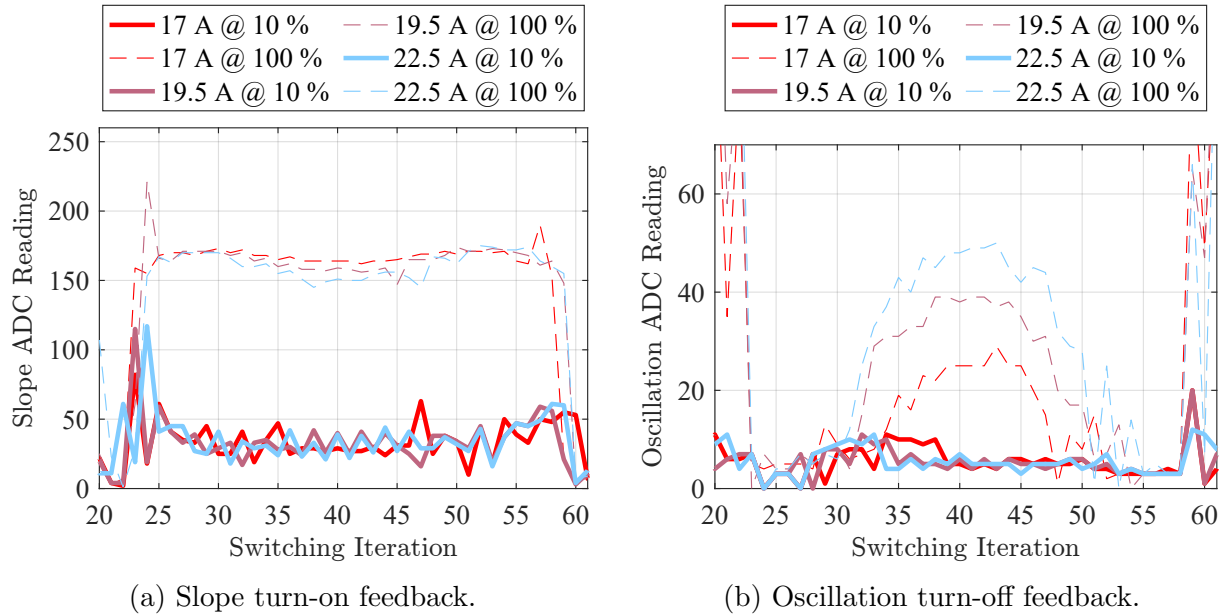 17 A @ 10 % 19.5 A @ 100 %
17 A @ 100 % 22.5 A @ 10 %
19.5 A @ 10 % 22.5 A @ 100 %
250
200
150
100
50
0
Slope ADC Reading
20 25 30 35 40 45 50 55 60
Switching Iteration
(a) Slope turn-on feedback.
17 A @ 10 % 19.5 A @ 100 %
17 A @ 100 % 22.5 A @ 10 %
19.5 A @ 10 % 22.5 A @ 100 %
60
40
20
0
Oscillation ADC Reading
20 25 30 35 40 45 50 55 60
Switching Iteration
(b) Oscillation turn-off feedback.